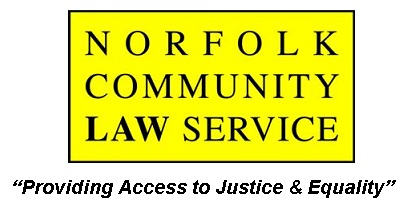 NORFOLK
COMMUNITY
LAW SERVICE
“Providing Access to Justice & Equality”